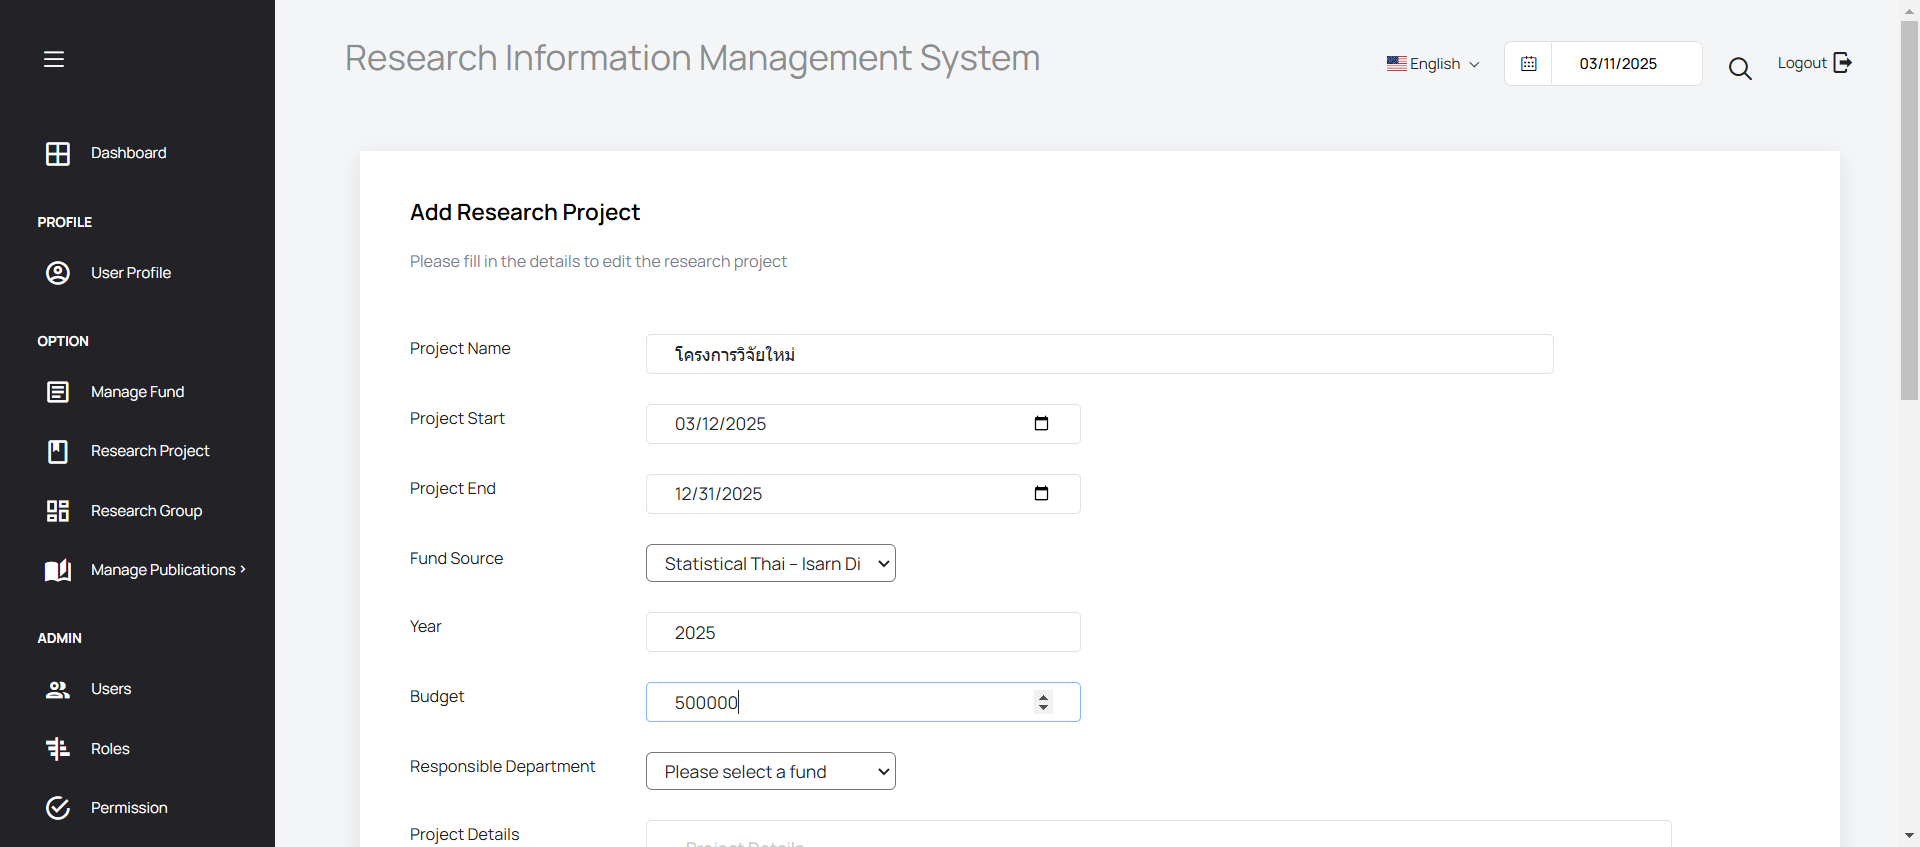 Research Information Management System
English
03/11/2025
Logout
Dashboard
PROFILE
User Profile
OPTION
Manage Fund
Research Project
Research Group
Manage Publications
ADMIN
Users
Roles
Permission
Add Research Project
Please fill in the details to edit the research project
Project Name
โครงการวิจัยใหม่
Project Start
03/12/2025
Project End
12/31/2025
Fund Source
Statistical Thai – Isarn Di
Year
2025
Budget
500000
Responsible Department
Please select a fund
Project Details
Project Details